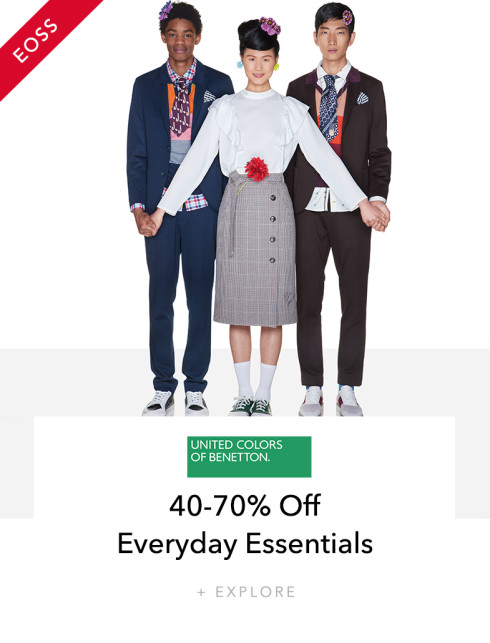 EOSS
UNITED COLORS
OF BENETTON.
40-70% Off
Everyday Essentials
+ EXPLORE